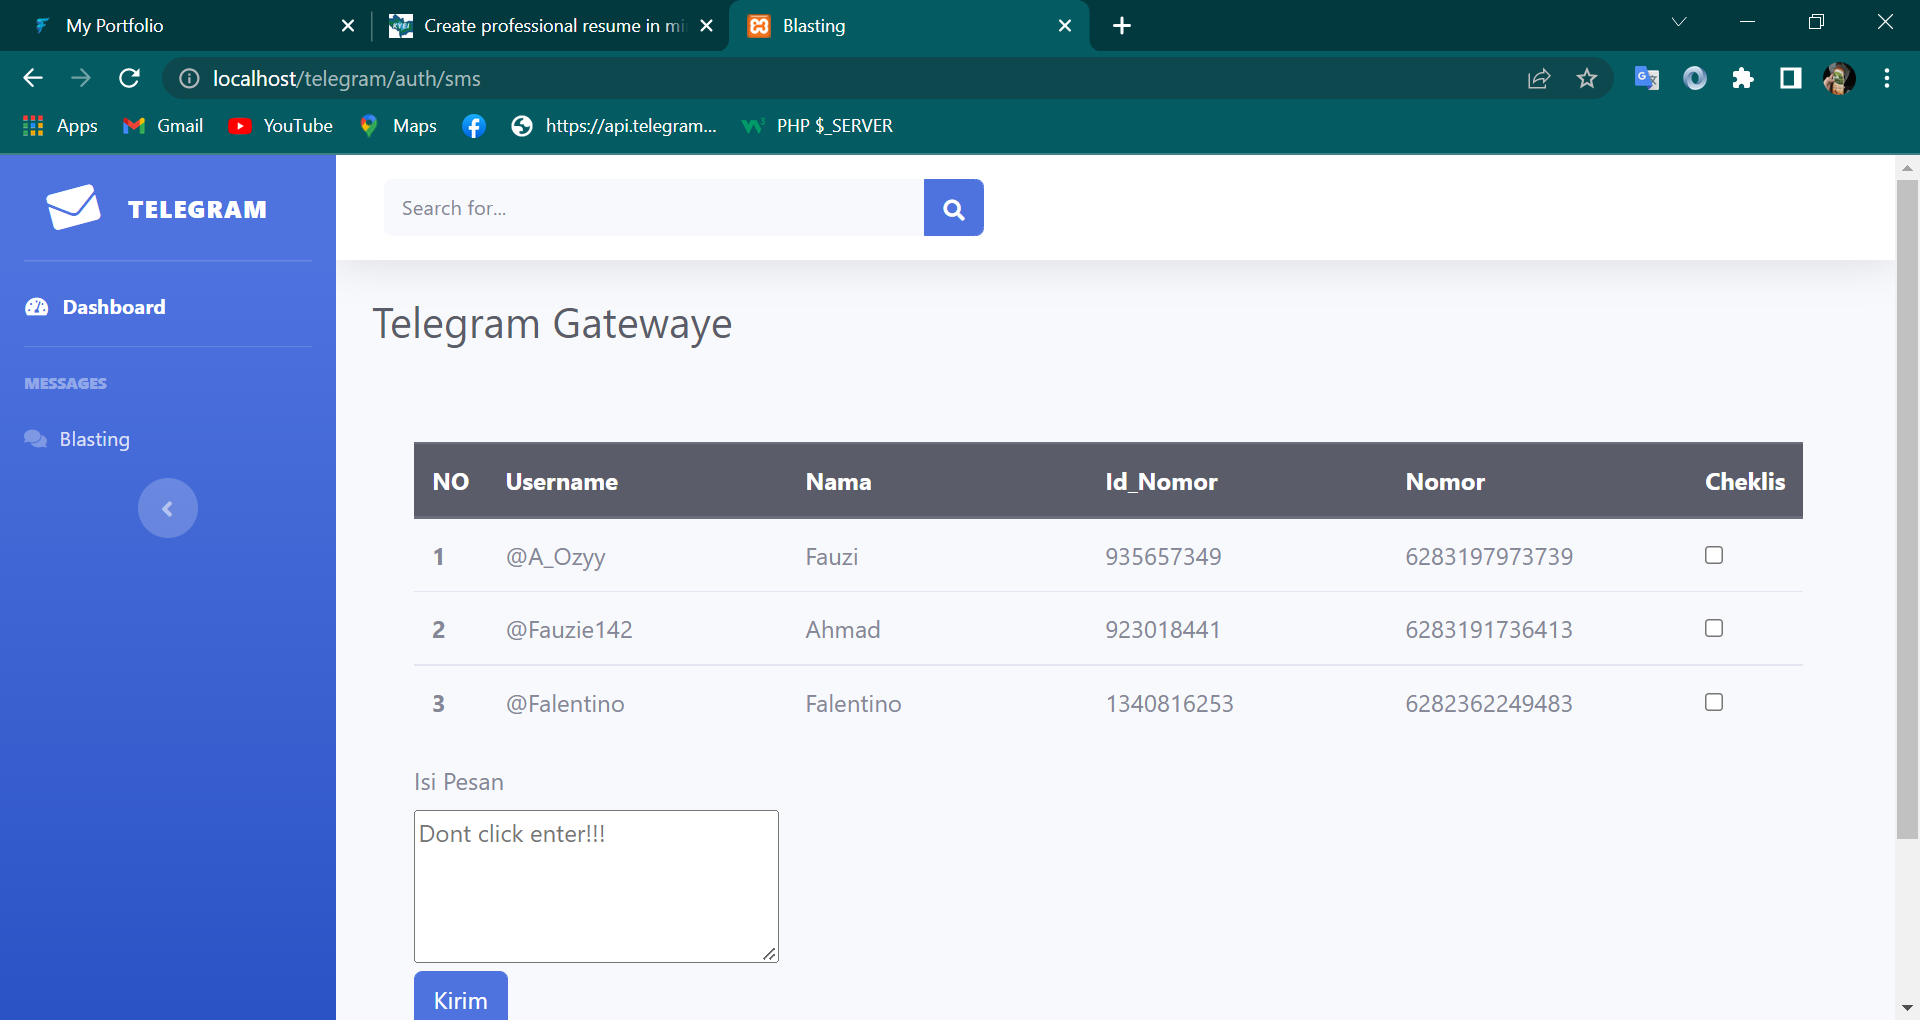 My Portfolio
Create professional resume in mi
Blasting
localhost/telegram/auth/sms
Apps
Gmail
YouTube
Maps
https://api.telegram...
PHP $_SERVER
TELEGRAM
Search for...
Dashboard
MESSAGES
Blasting
Telegram Gatewaye
NO Username Nama Id_Nomor Nomor Cheklis
1 @A_Ozyy Fauzi 935657349 6283197973739
2 @Fauzie142 Ahmad 923018441 6283191736413
3 @Falentino Falentino 1340816253 6282362249483
Isi Pesan
Dont click enter!!!
Kirim